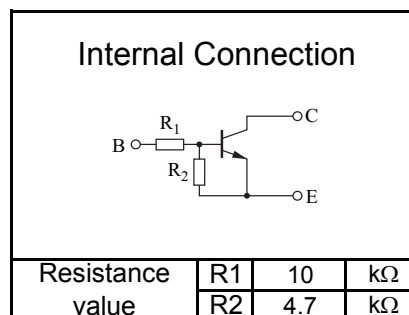 Internal Connection
C
R1
B
R2
E
Resistance value R1 10 kΩ
R2 4.7 kΩ